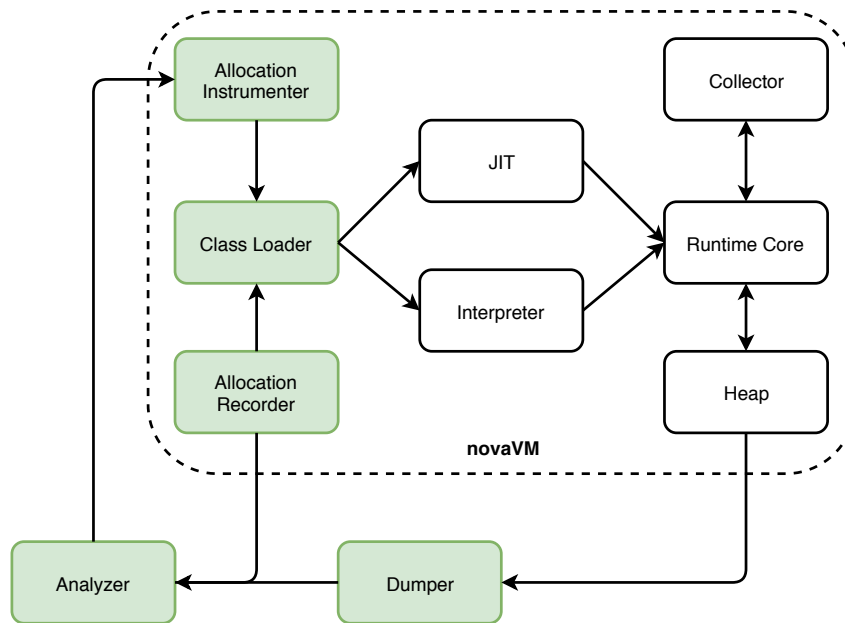 Allocation
Instrumenter
Collector
JIT
Class Loader
Runtime Core
Interpreter
Allocation
Recorder
Heap
novaVM
Analyzer
Dumper